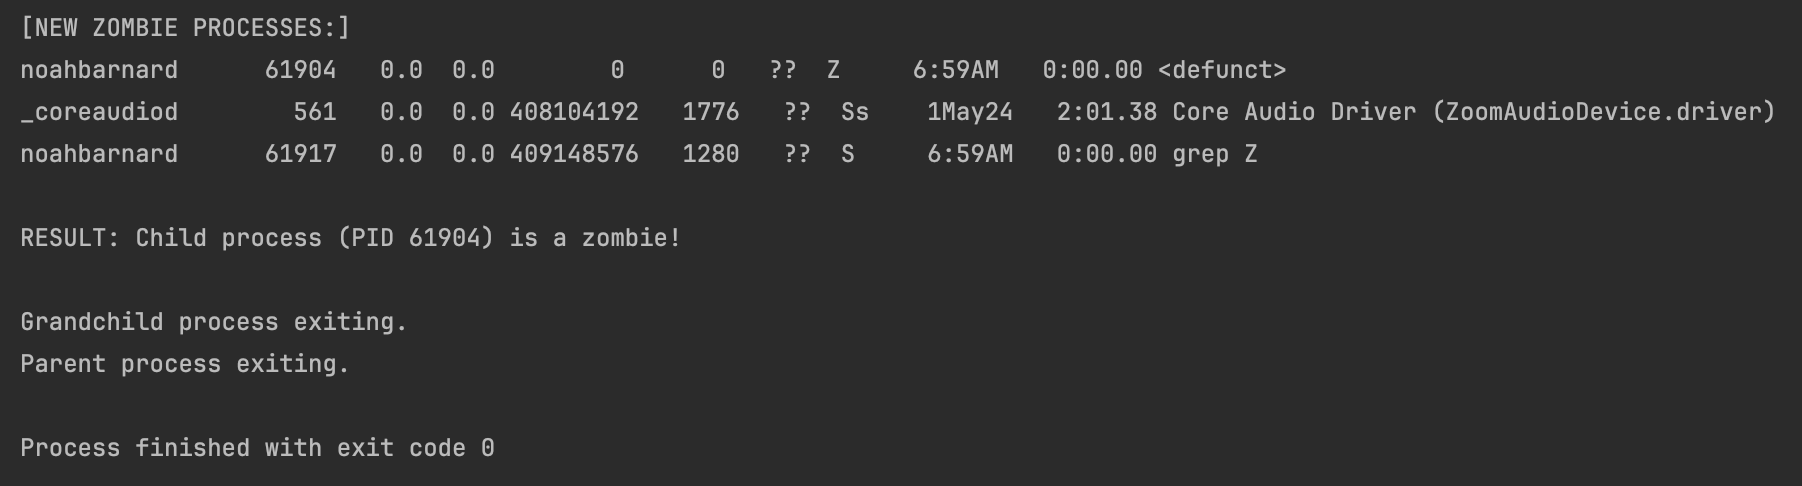 [NEW ZOMBIE PROCESSES:]
noahbarnard      61904   0.0  0.0        0      0   ??  Z     6:59AM   0:00.00 <defunct>
_coreaudiod        561   0.0  0.0 408104192   1776   ??  Ss    1May24   2:01.38 Core Audio Driver (ZoomAudioDevice.driver)
noahbarnard      61917   0.0  0.0 409148576   1280   ??  S     6:59AM   0:00.00 grep Z
RESULT: Child process (PID 61904) is a zombie!
Grandchild process exiting.
Parent process exiting.
Process finished with exit code 0